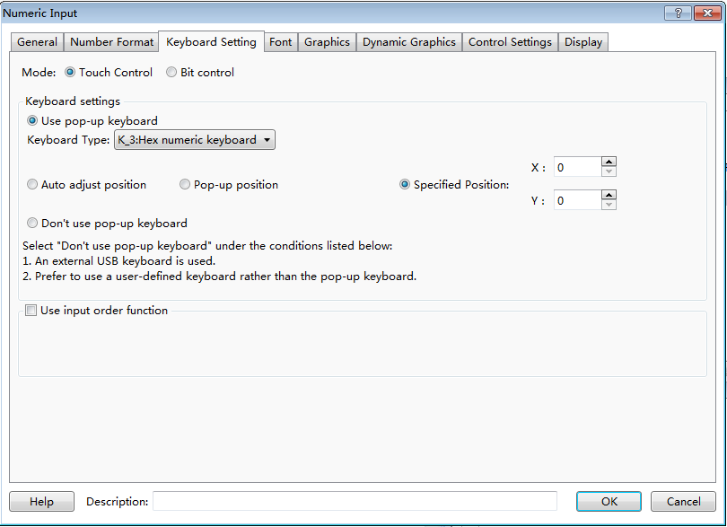 Numeric Input
General Number Format Keyboard Setting Font Graphics Dynamic Graphics Control Settings Display
Mode: Touch Control Bit control
Keyboard settings
Use pop-up keyboard
Keyboard Type: K_3:Hex numeric keyboard
X : 0
Auto adjust position Pop-up position Specified Position:
Y : 0
Don't use pop-up keyboard
Select "Don't use pop-up keyboard" under the conditions listed below:
1. An external USB keyboard is used.
2. Prefer to use a user-defined keyboard rather than the pop-up keyboard.
Use input order function
Help Description: OK Cancel